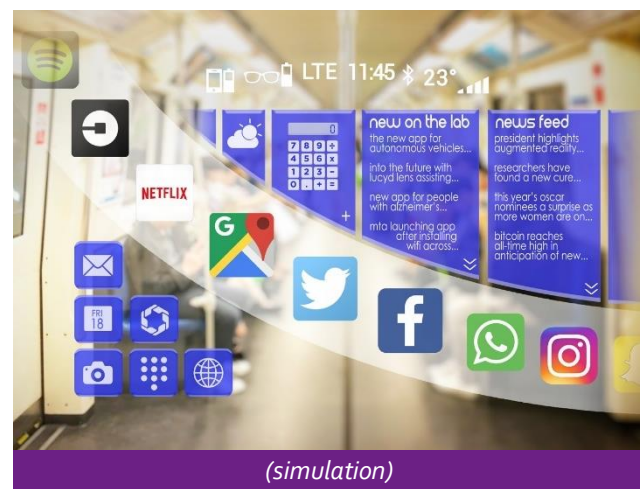 LTE 11:45 23°
NETFLIX
G
0
7 8 9 ÷
4 5 6 x
1 2 3 -
0 . + =
+
new on the lab
the new app for
autonomous vehicles...
into the future with
lucyd lens assisting...
new app for people
with alzheimer's...
mta launching app
after installing
wifi across...
news feed
president highlights
augmented reality...
researchers have
found a new cure...
this year's oscar
nominees a surprise as
more women are on...
bitcoin reaches
all-time high in
anticipation of new...
f
FRI
18
(simulation)